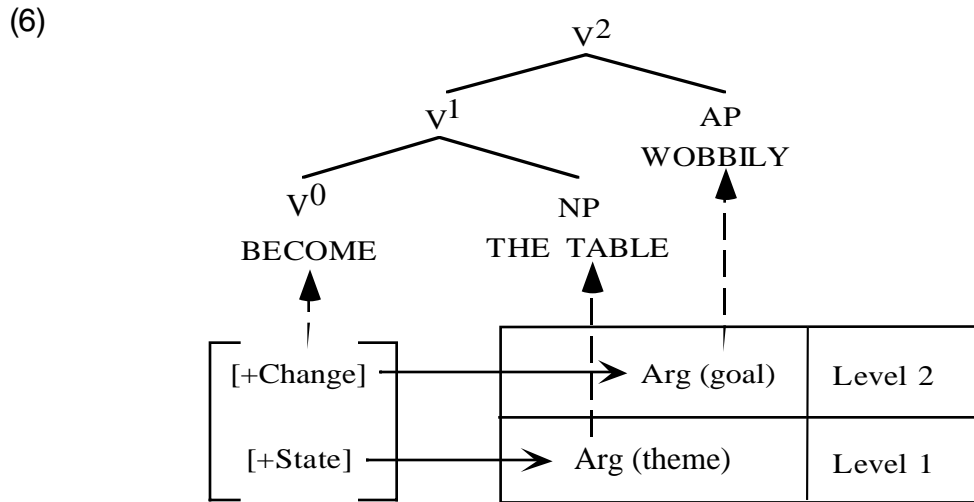 (6)
V2
V1
AP
WOBBILY
V0
NP
BECOME
THE TABLE
[+Change]
Arg (goal)
Level 2
[+State]
Arg (theme)
Level 1